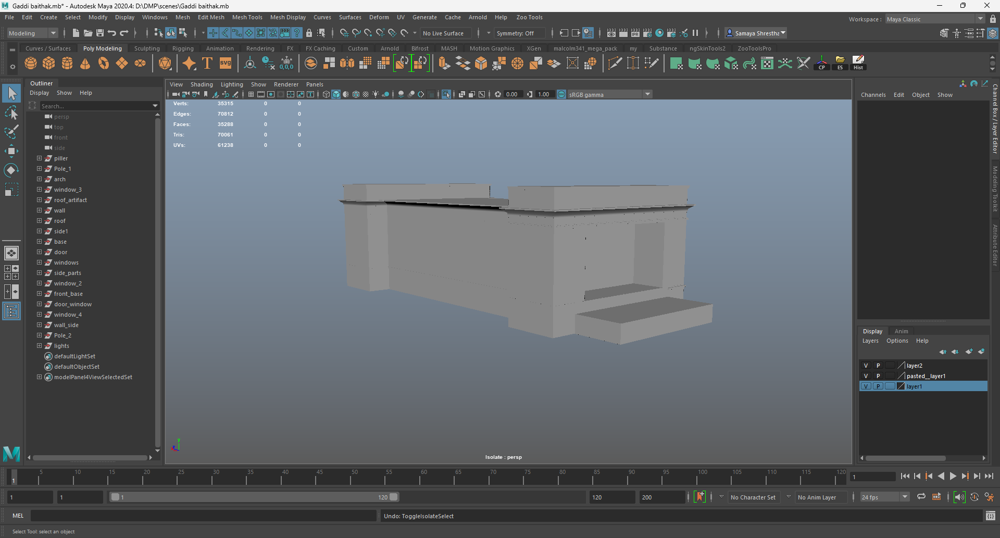 Gaddi baithak.mb* - Autodesk Maya 2020.4: D:\DMP\scenes\Gaddi baithak.mb
File Edit Create Select Modify Display Windows Mesh Edit Mesh Mesh Tools Mesh Display Curves Surfaces Deform UV Generate Cache Arnold Help Zoo Tools
Workspace : Maya Classic
Modeling No Live Surface Symmetry: Off Samaya Shrestha
Curves / Surfaces Poly Modeling Sculpting Rigging Animation Rendering FX FX Caching Custom Arnold Bifrost MASH Motion Graphics XGen malcolm341_mega_pack my Substance ngSkinTools2 ZooToolsPro
T SVG 0,0,0 CP ES Hist
Outliner
Display Show Help
Search...
persp
top
front
side
piller
Pole_1
arch
window_3
roof_artifact
wall
roof
side1
base
door
windows
side_parts
window_2
front_base
door_window
window_4
wall_side
Pole_2
lights
defaultLightSet
defaultObjectSet
modelPanel4ViewSelectedSet
View Shading Lighting Show Renderer Panels
0.00 1.00 ON sRGB gamma
Verts: 35315 0 0
Edges: 70812 0 0
Faces: 35288 0 0
Tris: 70061 0 0
UVs: 61238 0 0
y
z
Isolate : persp
Channels Edit Object Show
Channel Box / Layer Editor
Modeling Toolkit
Attribute Editor
Display Anim
Layers Options Help
V P layer2
V P pasted__layer1
V P layer1
1 5 10 15 20 25 30 35 40 45 50 55 60 65 70 75 80 85 90 95 100 105 110 115 120 1
1 1 1 120 120 200 No Character Set No Anim Layer 24 fps
MEL Undo: ToggleIsolateSelect
Select Tool: select an object